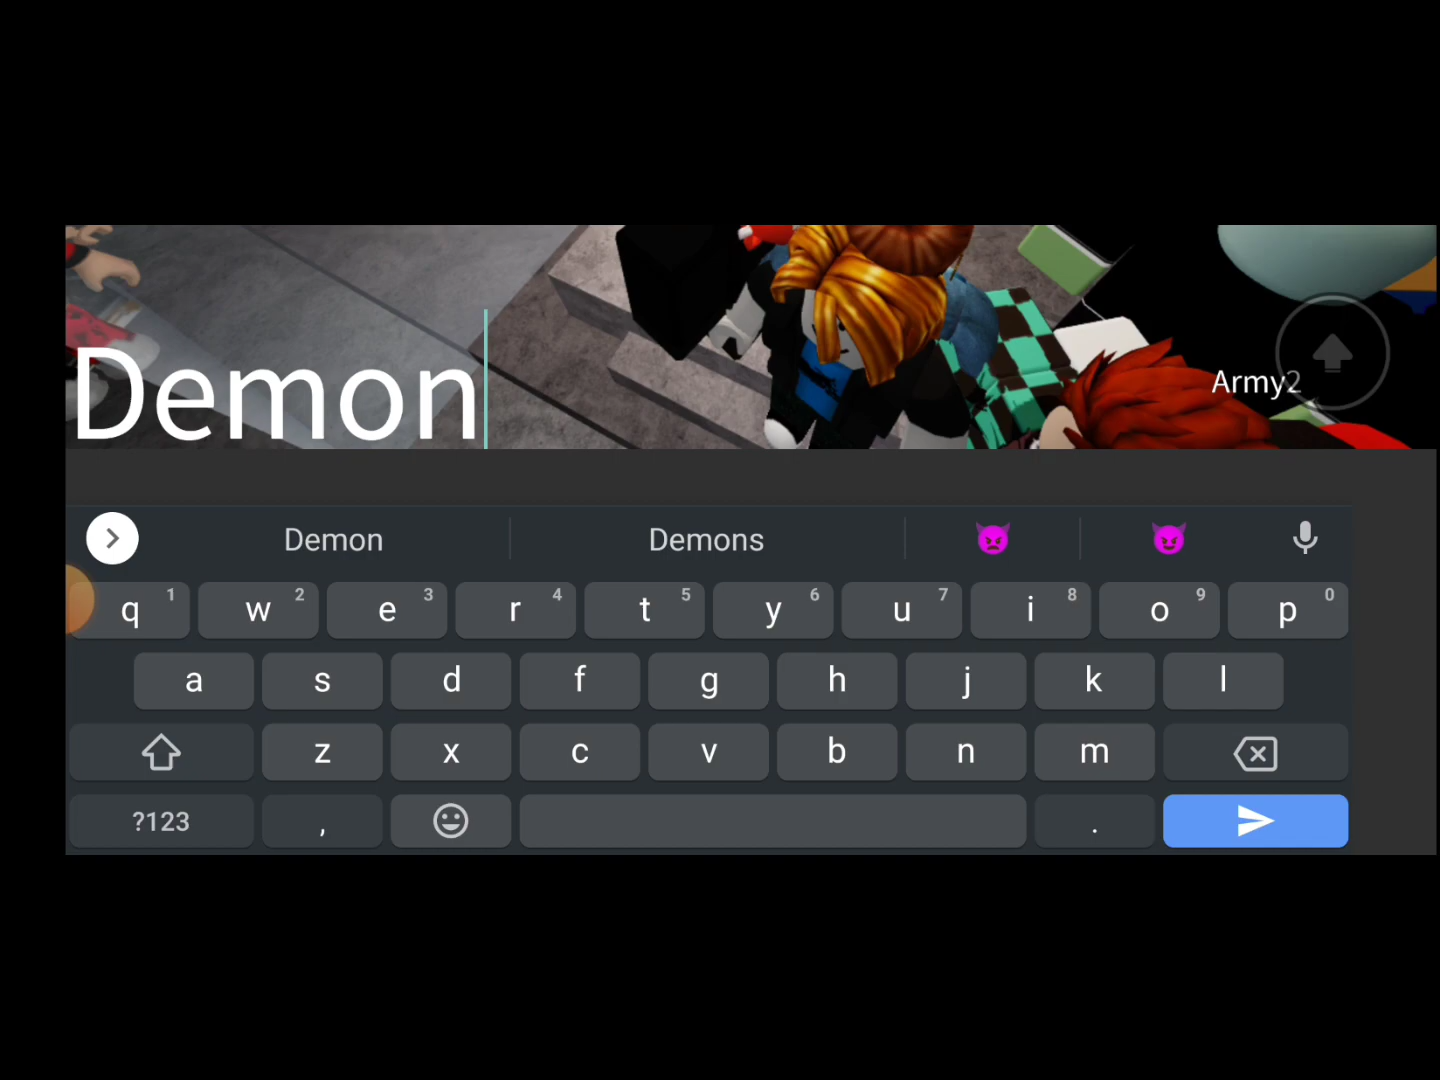 Demon
Army2
Demon Demons 😈
q 1 w 2 e 3 r 4 t 5 y 6 u 7 i 8 o 9 p 0
a s d f g h j k l
z x c v b n m
?123 , .